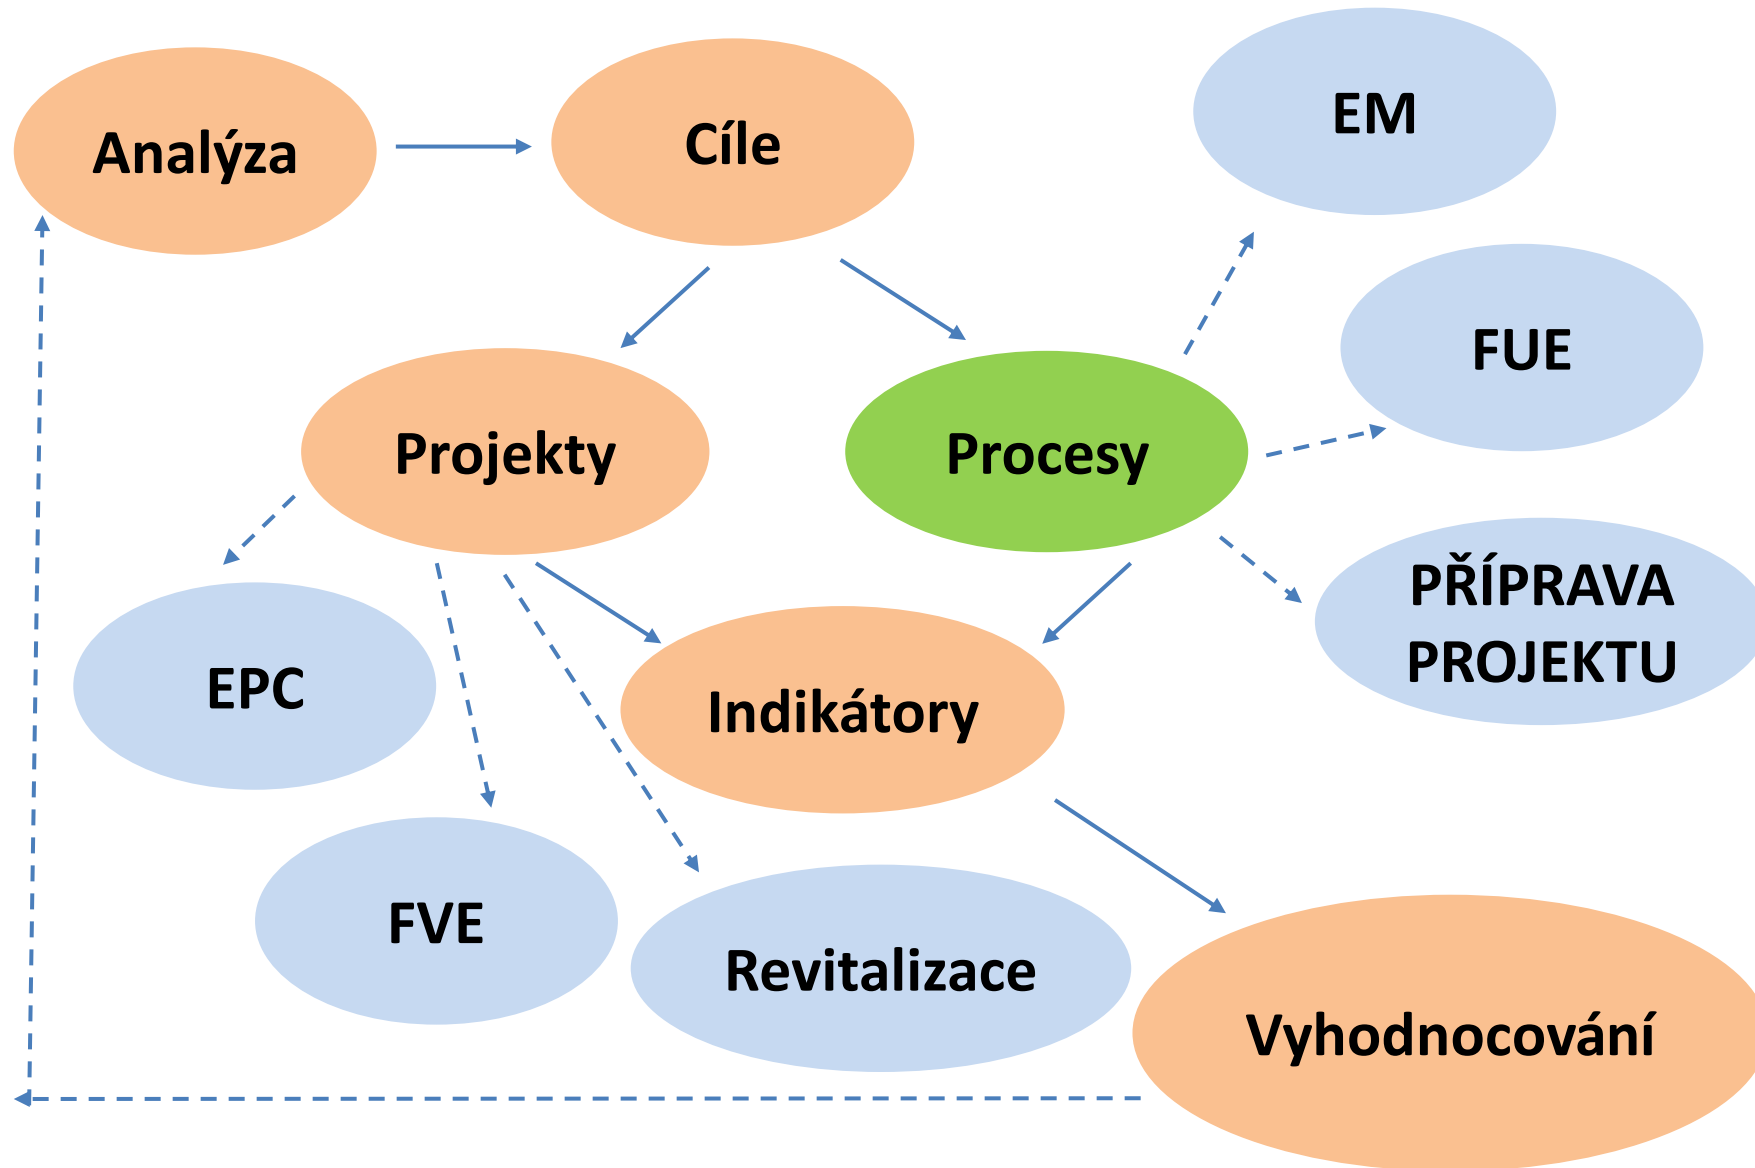 Analýza
Cíle
EM
FUE
Projekty
Procesy
PŘÍPRAVA
PROJEKTU
EPC
Indikátory
FVE
Revitalizace
Vyhodnocování